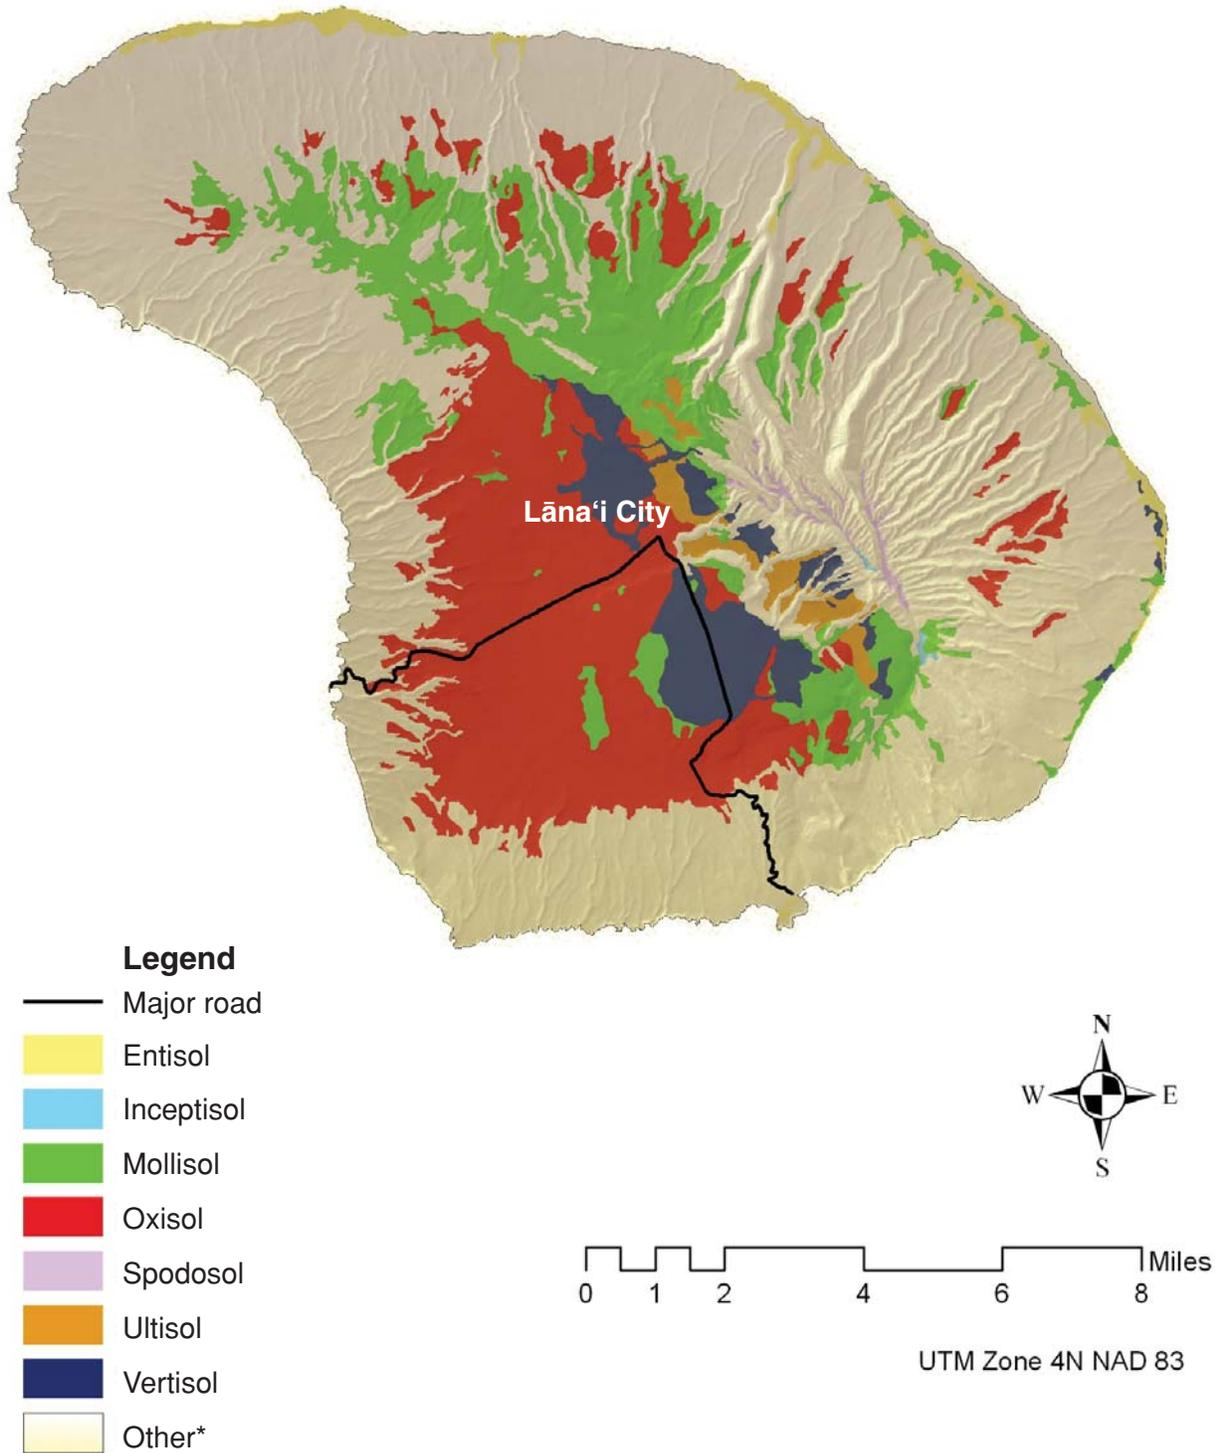 Lānaʻi City
Legend
Major road
Entisol
Inceptisol
Mollisol
Oxisol
Spodosol
Ultisol
Vertisol
Other*
N
W E
S
Miles
0 1 2 4 6 8
UTM Zone 4N NAD 83